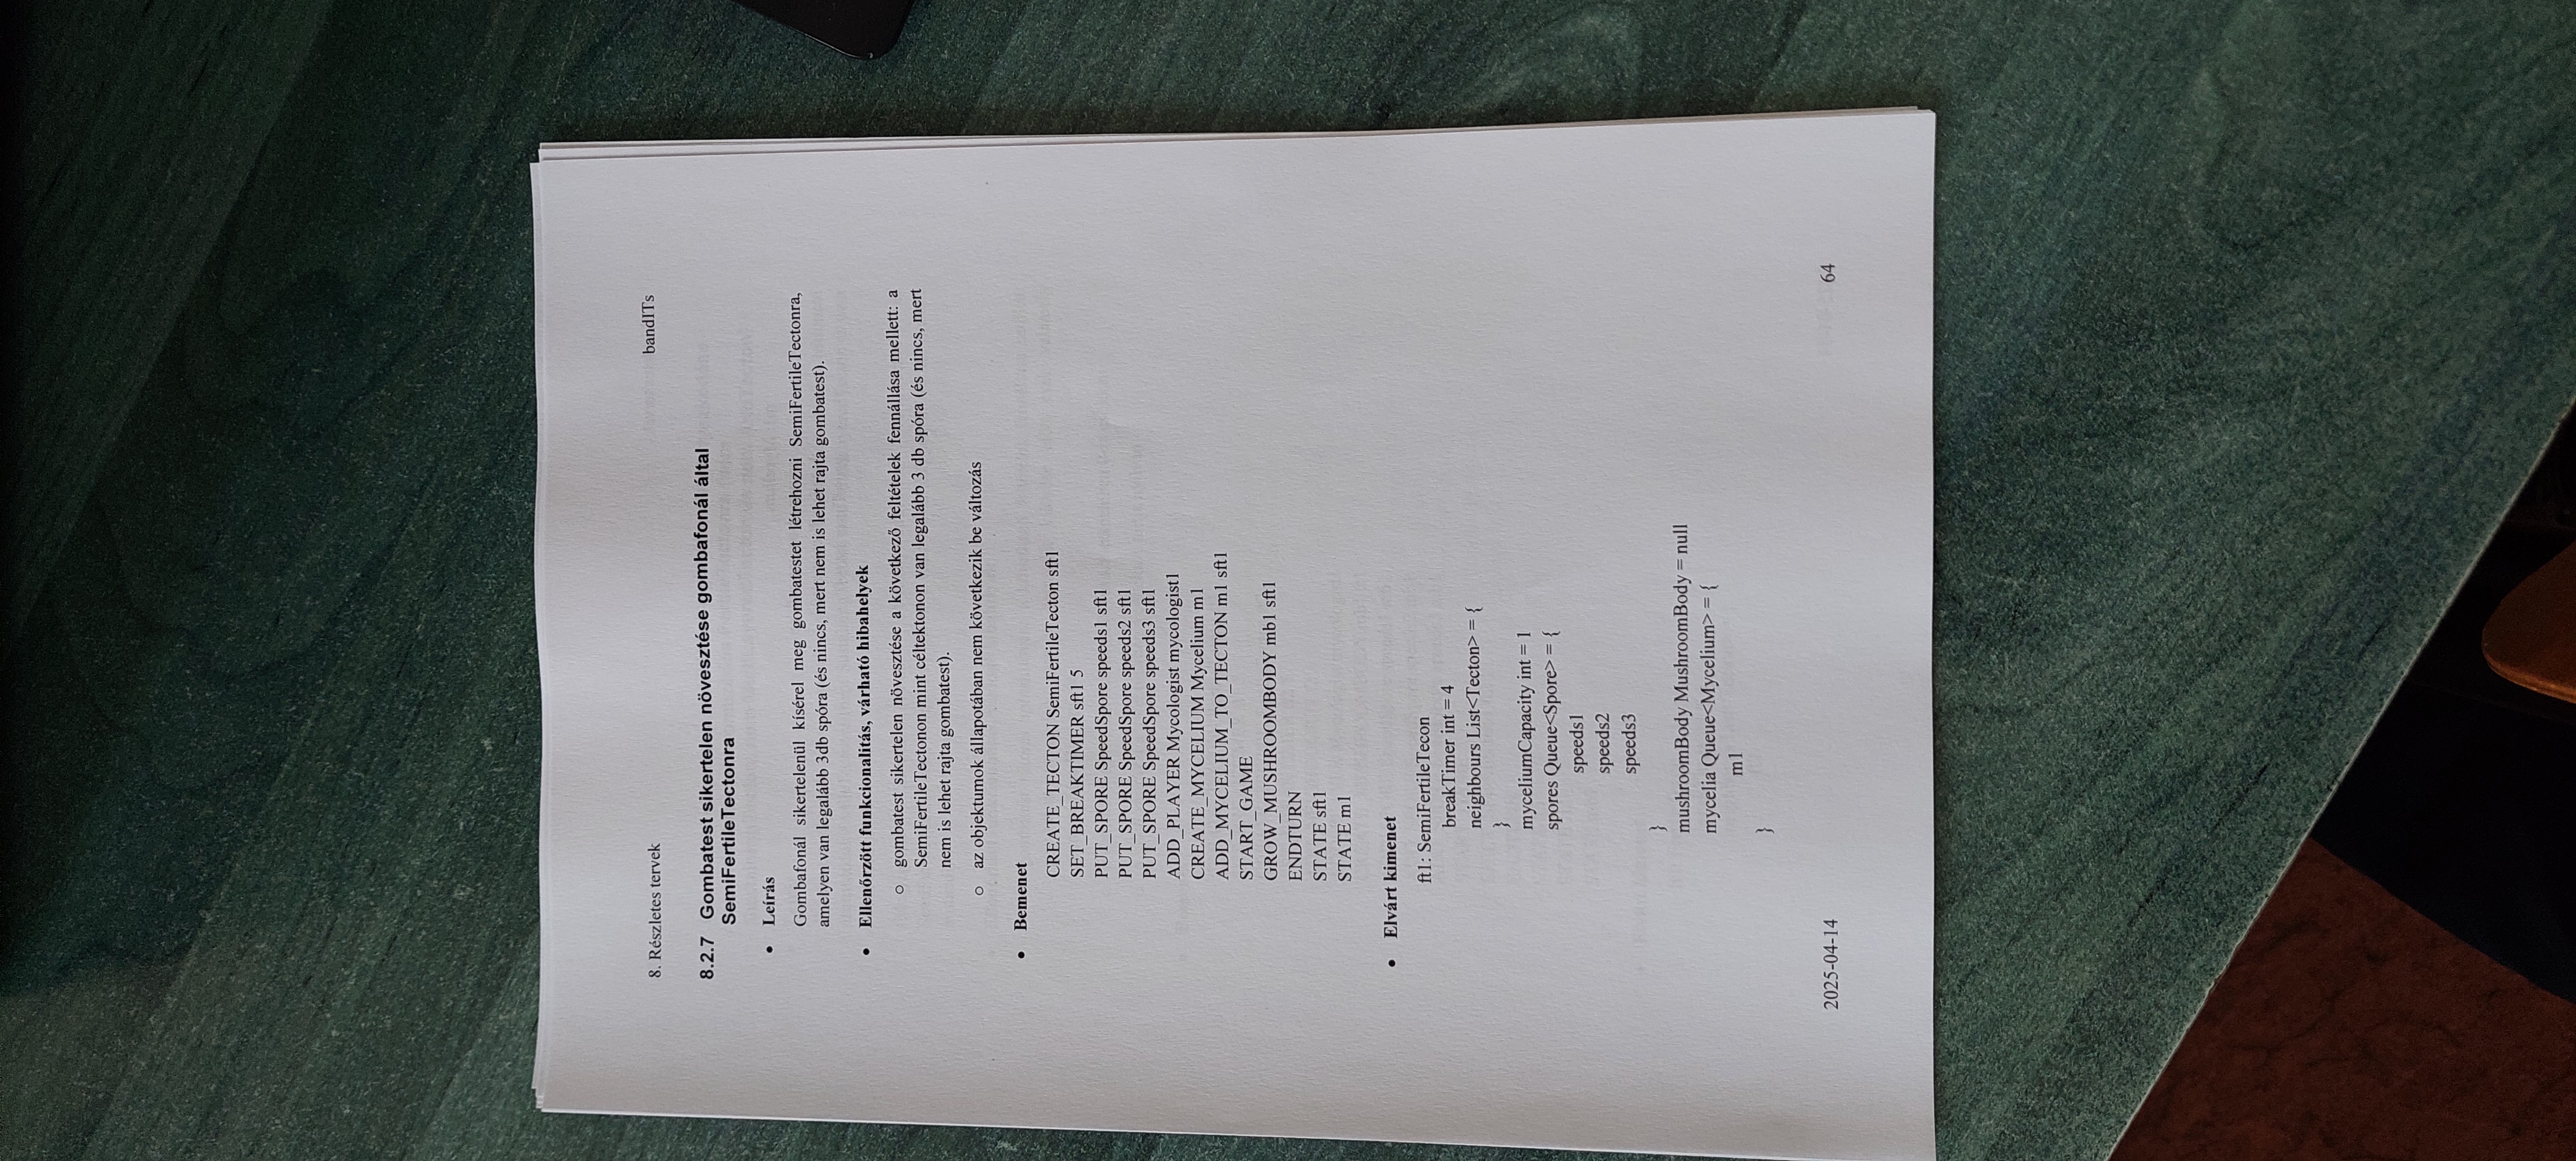 8. Részletes tervek
bandITs
8.2.7 Gombatest sikertelen növesztése gombafonál által
SemiFertileTectonra
• Leírás
Gombafonál sikertelenül kísérel meg gombatestet létrehozni SemiFertileTectonra,
amelyen van legalább 3db spóra (és nincs, mert nem is lehet rajta gombatest).
• Ellenőrzött funkcionalitás, várható hibahelyek
o gombatest sikertelen növesztése a következő feltételek fennállása mellett: a
SemiFertileTectonon mint céltektonon van legalább 3 db spóra (és nincs, mert
nem is lehet rajta gombatest).
o az objektumok állapotában nem következik be változás
• Bemenet
CREATE_TECTON SemiFertileTecton sft1
SET_BREAKTIMER sft1 5
PUT_SPORE SpeedSpore speeds1 sft1
PUT_SPORE SpeedSpore speeds2 sft1
PUT_SPORE SpeedSpore speeds3 sft1
ADD_PLAYER Mycologist mycologist1
CREATE_MYCELIUM Mycelium m1
ADD_MYCELIUM_TO_TECTON m1 sft1
START_GAME
GROW_MUSHROOMBODY mb1 sft1
ENDTURN
STATE sft1
STATE m1
• Elvárt kimenet
ft1: SemiFertileTecon
breakTimer int = 4
neighbours List<Tecton> = {
}
myceliumCapacity int = 1
spores Queue<Spore> = {
speeds1
speeds2
speeds3
}
mushroomBody MushroomBody = null
mycelia Queue<Mycelium> = {
m1
}
2025-04-14
64